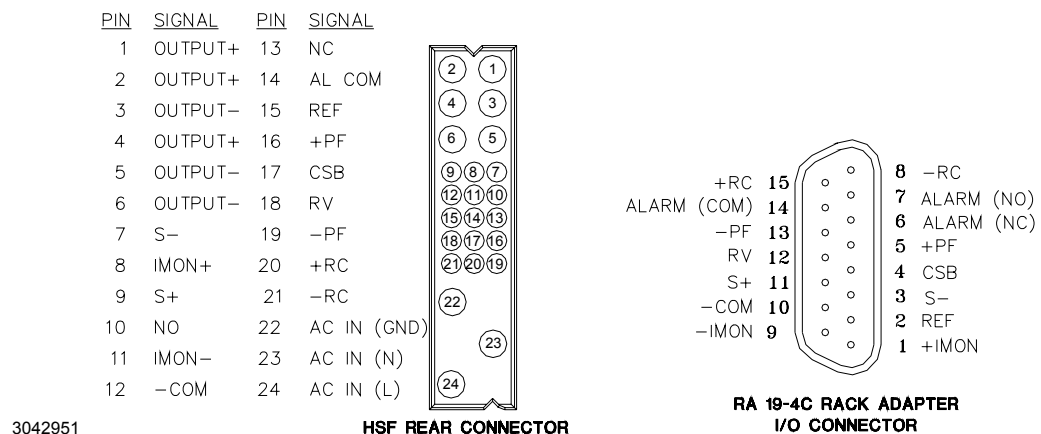 PIN SIGNAL PIN SIGNAL
1 OUTPUT+ 13 NC
2 OUTPUT+ 14 AL COM
3 OUTPUT- 15 REF
4 OUTPUT+ 16 +PF
5 OUTPUT- 17 CSB
6 OUTPUT- 18 RV
7 S- 19 -PF
8 IMON+ 20 +RC
9 S+ 21 -RC
10 NO 22 AC IN (GND)
11 IMON- 23 AC IN (N)
12 -COM 24 AC IN (L)
2 1
4 3
6 5
9 8 7
12 11 10
15 14 13
18 17 16
21 20 19
22
23
24
HSF REAR CONNECTOR
+RC 15
ALARM (COM) 14
-PF 13
RV 12
S+ 11
-COM 10
-IMON 9
8 -RC
7 ALARM (NO)
6 ALARM (NC)
5 +PF
4 CSB
3 S-
2 REF
1 +IMON
RA 19-4C RACK ADAPTER
I/O CONNECTOR
3042951